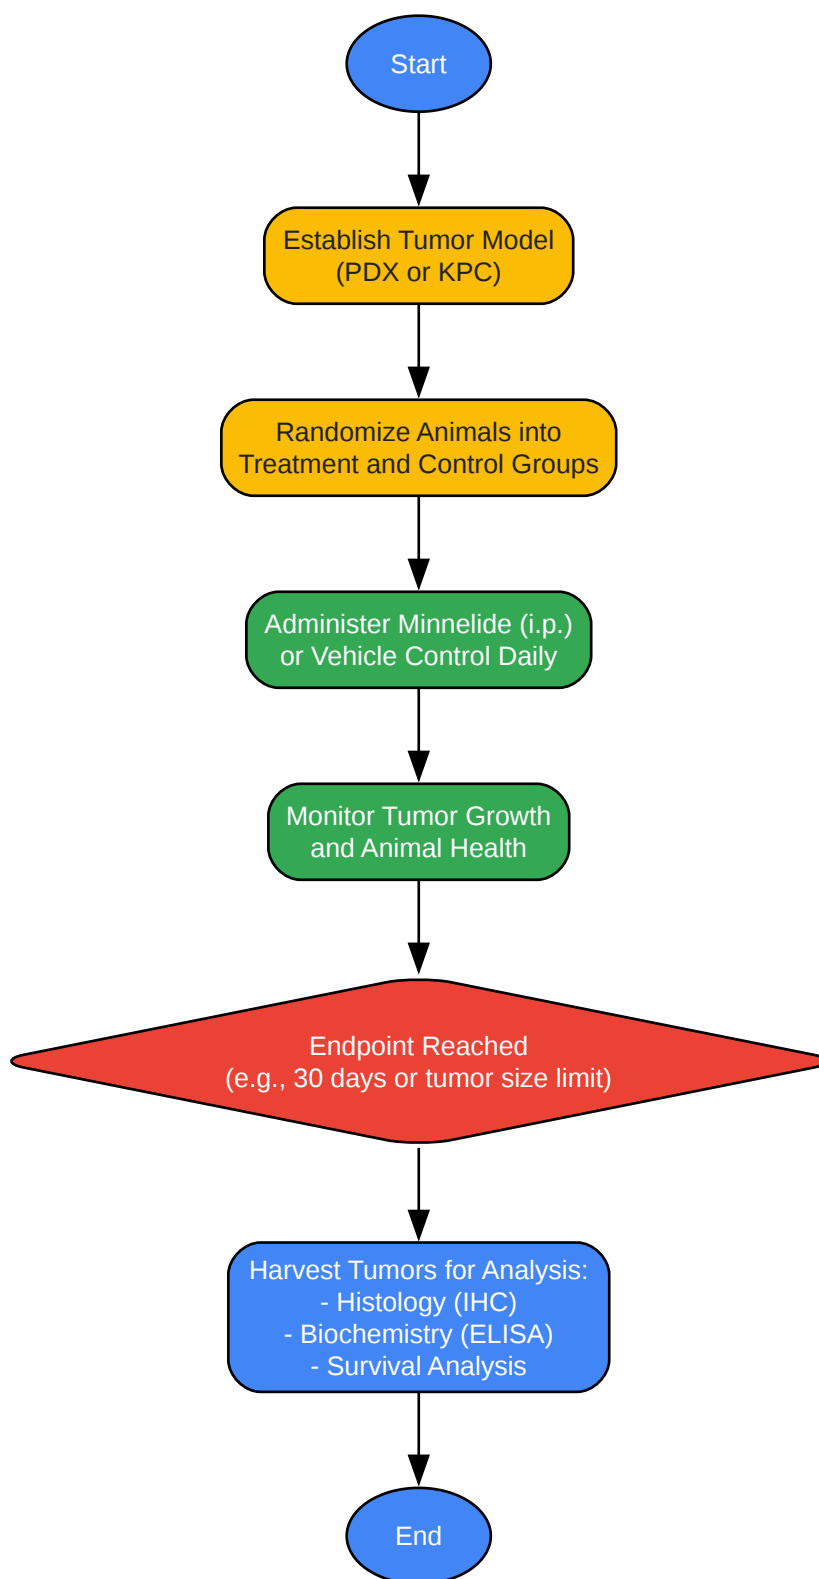 Start
Establish Tumor Model
(PDX or KPC)
Randomize Animals into
Treatment and Control Groups
Administer Minnelide (i.p.)
or Vehicle Control Daily
Monitor Tumor Growth
and Animal Health
Endpoint Reached
(e.g., 30 days or tumor size limit)
Harvest Tumors for Analysis:
- Histology (IHC)
- Biochemistry (ELISA)
- Survival Analysis
End